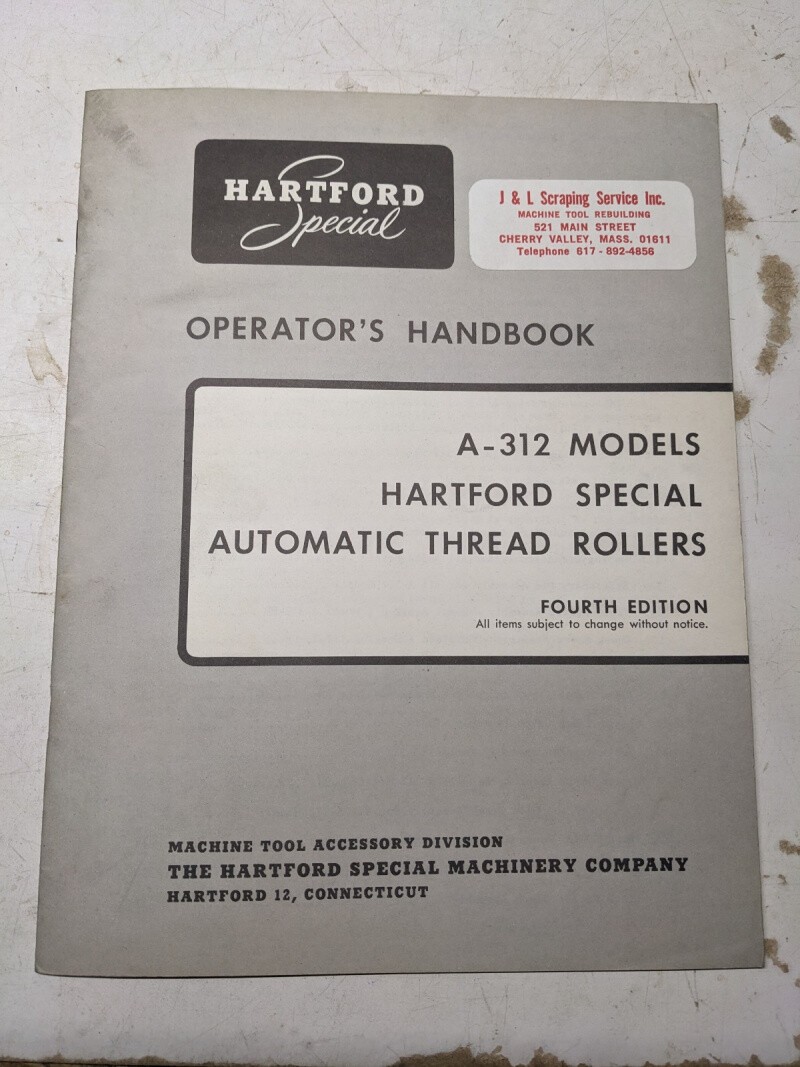 HARTFORD
Special
J & L Scraping Service Inc.
MACHINE TOOL REBUILDING
521 MAIN STREET
CHERRY VALLEY, MASS. 01611
Telephone 617-892-4856
OPERATOR'S HANDBOOK
A-312 MODELS
HARTFORD SPECIAL
AUTOMATIC THREAD ROLLERS
FOURTH EDITION
All items subject to change without notice.
MACHINE TOOL ACCESSORY DIVISION
THE HARTFORD SPECIAL MACHINERY COMPANY
HARTFORD 12, CONNECTICUT